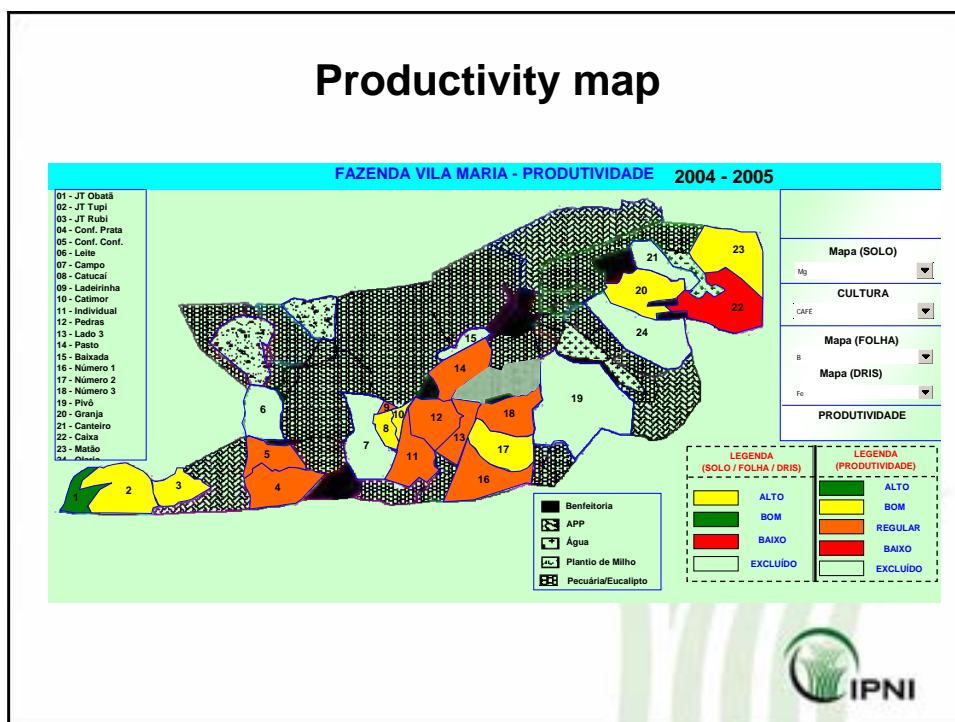 Productivity map
FAZENDA VILA MARIA - PRODUTIVIDADE 2004 - 2005
01 - JT Obatã
02 - JT Tupi
03 - JT Rubi
04 - Conf. Prata
05 - Conf. Conf.
06 - Leite
07 - Campo
08 - Catucaí
09 - Ladeirinha
10 - Catimor
11 - Individual
12 - Pedras
13 - Lado 3
14 - Pasto
15 - Baixada
16 - Número 1
17 - Número 2
18 - Número 3
19 - Pivô
20 - Granja
21 - Canteiro
22 - Caixa
23 - Matão
24 - Olaria
23
21
20
22
24
15
14
19
6
9
10
12
18
8
13
7
5
11
17
4
16
3
2
1
Mapa (SOLO)
Mg
CULTURA
CAFÉ
Mapa (FOLHA)
B
Mapa (DRIS)
Fe
PRODUTIVIDADE
Benfeitoria
APP
Água
Plantio de Milho
Pecuária/Eucalipto
LEGENDA
(SOLO / FOLHA / DRIS)
ALTO
BOM
BAIXO
EXCLUÍDO
LEGENDA
(PRODUTIVIDADE)
ALTO
BOM
REGULAR
BAIXO
EXCLUÍDO
IPNI